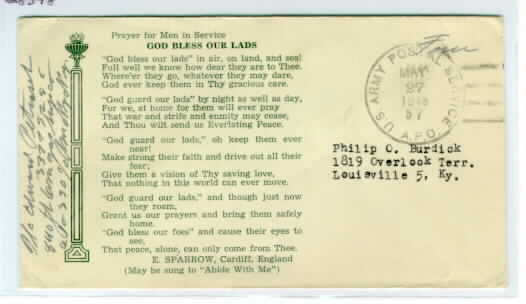 Prayer for Men in Service
GOD BLESS OUR LADS
"God bless our lads" in air, on land, and sea!
Full well we know how dear they are to Thee.
Where'er they go, whatever they may dare,
God ever keep them in Thy gracious care.
"God guard our lads" by night as well as day,
For we, at home for them will every pray
That war and strife and enmity may cease,
And Thou wilt send us Everlasting Peace.
"God guard our lads," oh keep them ever
near!
Make strong their faith and drive out all their
fear;
Give them a vision of Thy saving love,
That nothing in this world can ever move.
"God guard our lads," and though just now
they roam,
Grant us our prayers and bring them safely
home.
"God bless our foes" and cause their eyes to
see,
That peace, alone, can only come from Thee.
E. SPARROW, Cardiff, England
(May be sung to "Abide With Me")
Free
U.S. ARMY POSTAL SERVICE
MAR
27
A.P.O.
Philip O. Burdick
1819 Overlook Terr.
Louisville 5, Ky.
Edward